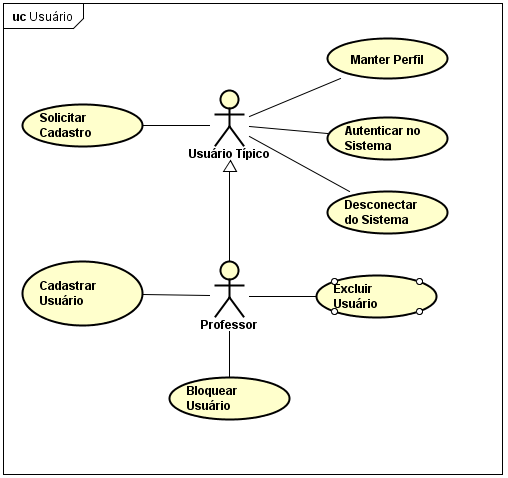 uc Usuário
Manter Perfil
Solicitar
Cadastro
Autenticar no
Sistema
Usuário Típico
Desconectar
do Sistema
Cadastrar
Usuário
Excluir
Usuário
Professor
Bloquear
Usuário